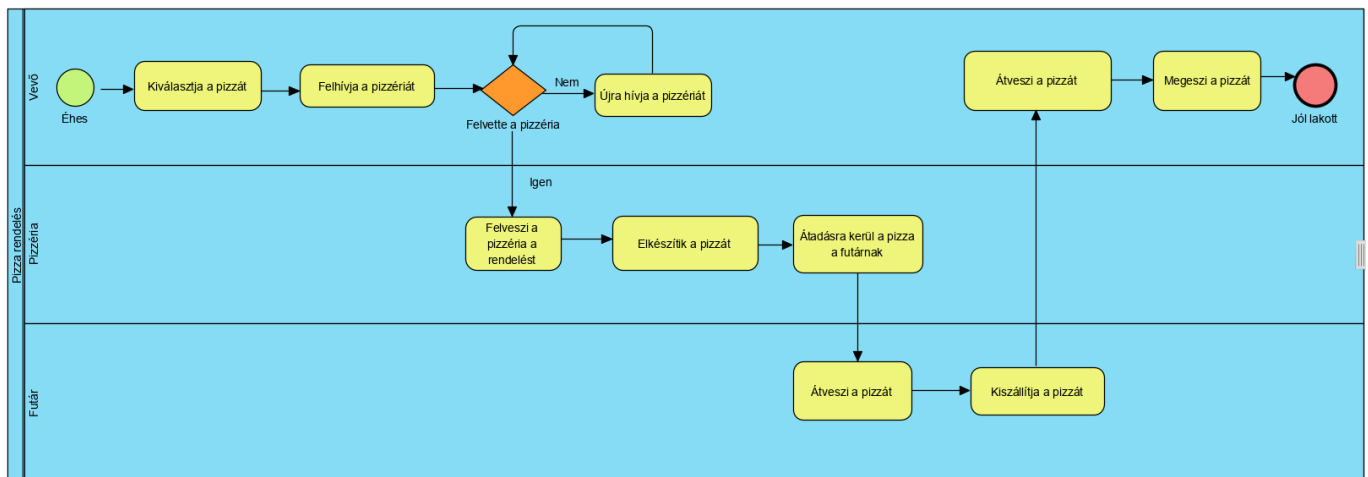 Pizza rendelés
Vevő
Éhes
Kiválasztja a pizzát
Felhívja a pizzériát
Felvette a pizzéria
Nem
Újra hívja a pizzériát
Átveszi a pizzát
Megeszi a pizzát
Jól lakott
Igen
Pizzéria
Felveszi a
pizzéria a
rendelést
Elkészítik a pizzát
Átadásra kerül a pizza
a futárnak
Futár
Átveszi a pizzát
Kiszállítja a pizzát